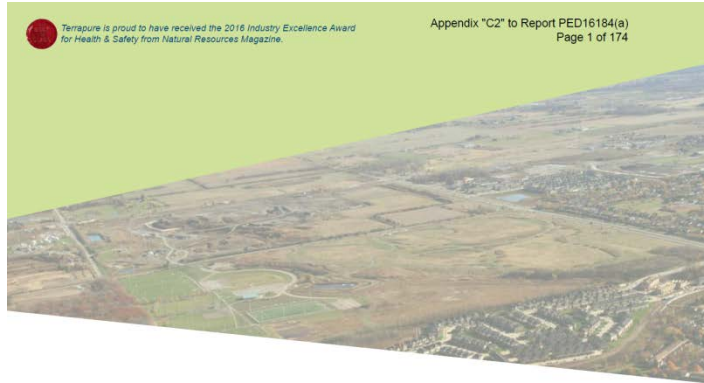 Terrapure is proud to have received the 2016 Industry Excellence Award
for Health & Safety from Natural Resources Magazine.
Appendix "C2" to Report PED16184(a)
Page 1 of 174